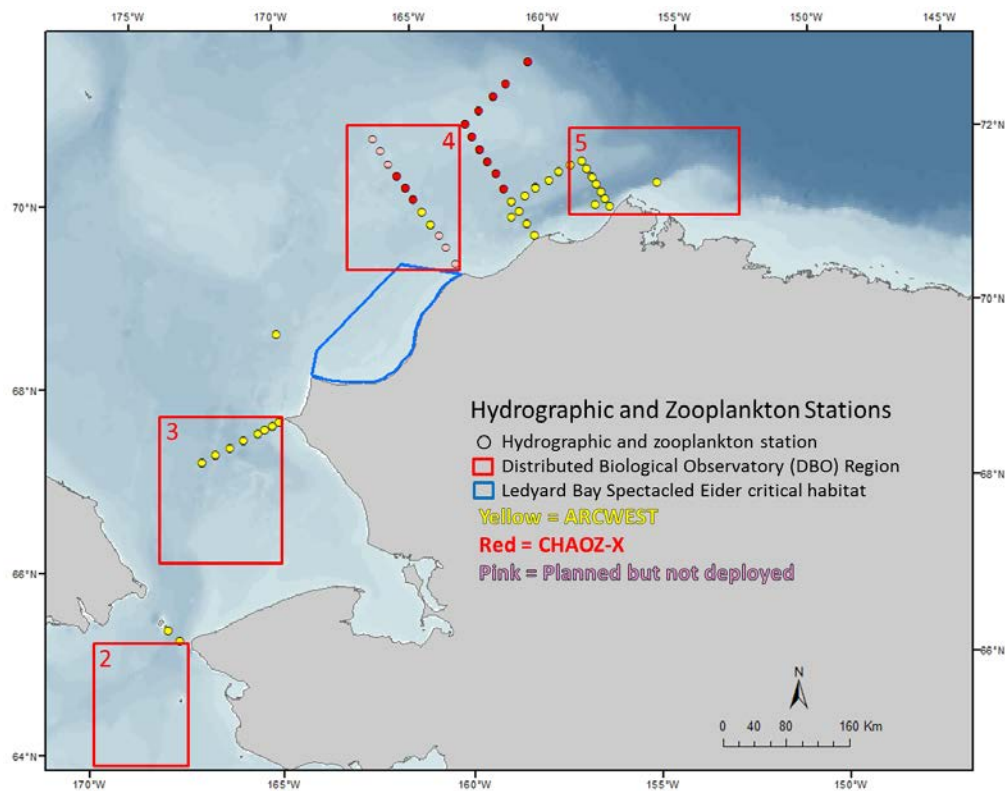 175°W 170°W 165°W 160°W 155°W 150°W 145°W
72°N
4
5
70°N
70°N
68°N
Hydrographic and Zooplankton Stations
Hydrographic and zooplankton station
3
Distributed Biological Observatory (DBO) Region
68°N
Ledyard Bay Spectacled Eider critical habitat
Yellow = ARCWEST
Red = CHAOZ-X
66°N
Pink = Planned but not deployed
2
66°N
N
0 40 80 160 Km
64°N
170°W 165°W 160°W 155°W 150°W